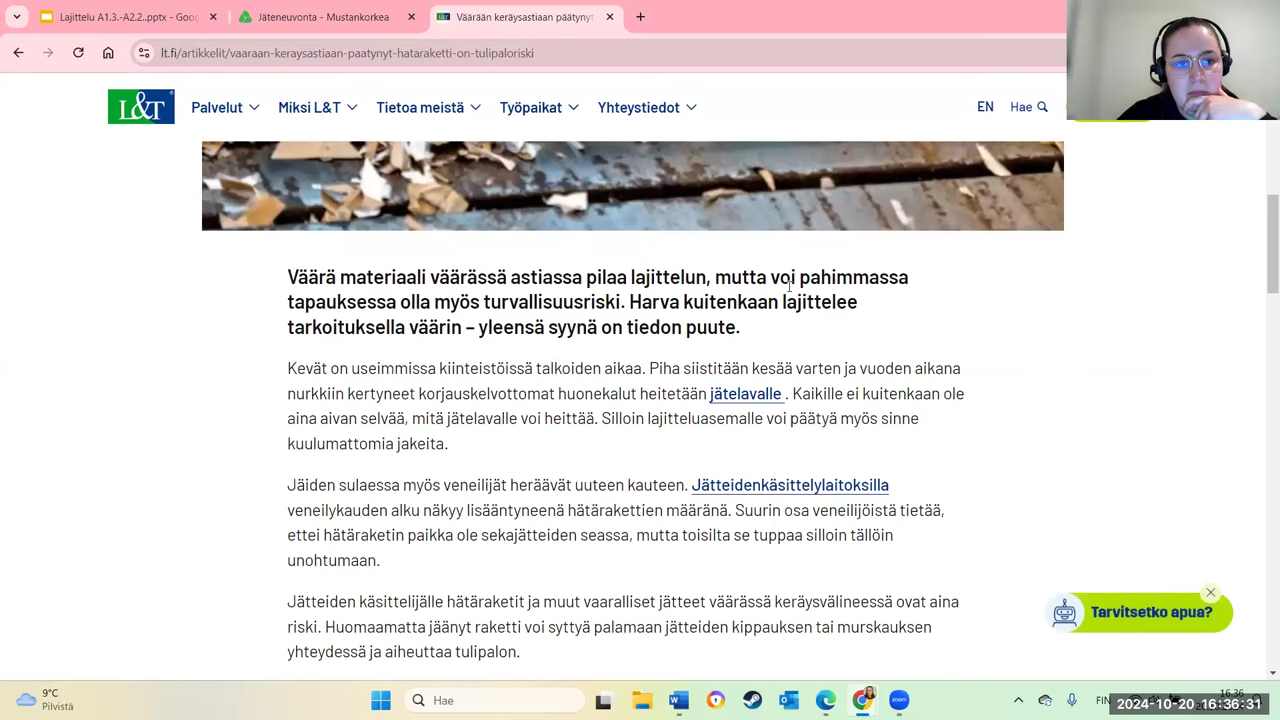 Lajittelu A1.3.-A2.2..pptx - Goo
Jäteneuvonta - Mustankorkea
Väärään keräysastiaan päätynyt
lt.fi/artikkelit/vaaraan-keraysastiaan-paatynyt-hataraketti-on-tulipaloriski
L&T
Palvelut
Miksi L&T
Tietoa meistä
Työpaikat
Yhteystiedot
EN
Hae
Väärä materiaali väärässä astiassa pilaa lajittelun, mutta voi pahimmassa
tapauksessa olla myös turvallisuusriski. Harva kuitenkaan lajittelee
tarkoituksella väärin – yleensä syynä on tiedon puute.
Kevät on useimmissa kiinteistöissä talkoiden aikaa. Piha siistitään kesää varten ja vuoden aikana
nurkkiin kertyneet korjauskelvottomat huonekalut heitetään jätelavalle . Kaikille ei kuitenkaan ole
aina aivan selvää, mitä jätelavalle voi heittää. Silloin lajitteluasemalle voi päätyä myös sinne
kuulumattomia jakeita.
Jäiden sulaessa myös veneilijät heräävät uuteen kauteen. Jätteidenkäsittelylaitoksilla
veneilykauden alku näkyy lisääntyneenä hätärakettien määränä. Suurin osa veneilijöistä tietää,
ettei hätäraketin paikka ole sekajätteiden seassa, mutta toisilta se tuppaa silloin tällöin
unohtumaan.
Jätteiden käsittelijälle hätäraketit ja muut vaaralliset jätteet väärässä keräysvälineessä ovat aina
riski. Huomaamatta jäänyt raketti voi syttyä palamaan jätteiden kippauksen tai murskauksen
yhteydessä ja aiheuttaa tulipalon.
Tarvitsetko apua?
9°C
Pilvistä
Hae
FIN
16.36
2024-10-20 16:36:31